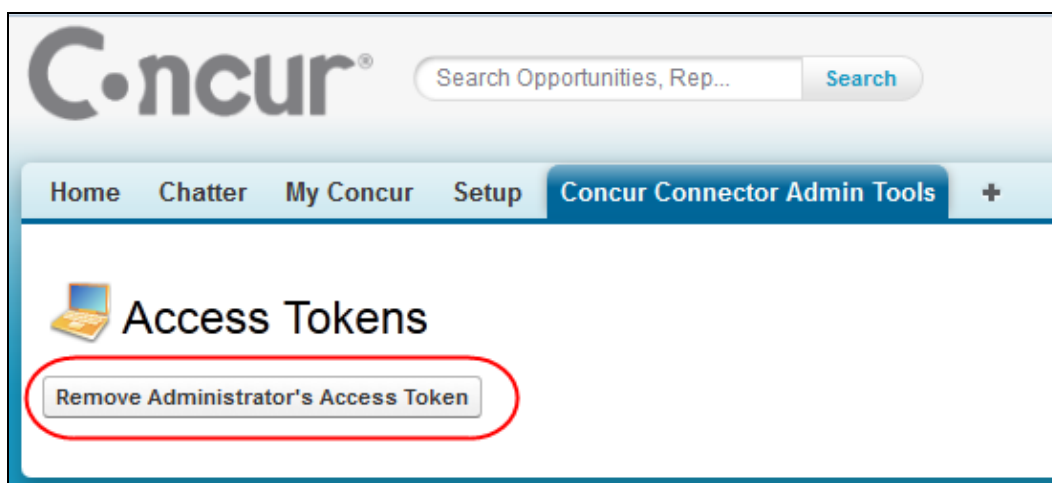 Concur®
Search Opportunities, Rep... Search
Home Chatter My Concur Setup Concur Connector Admin Tools +
Access Tokens
Remove Administrator's Access Token